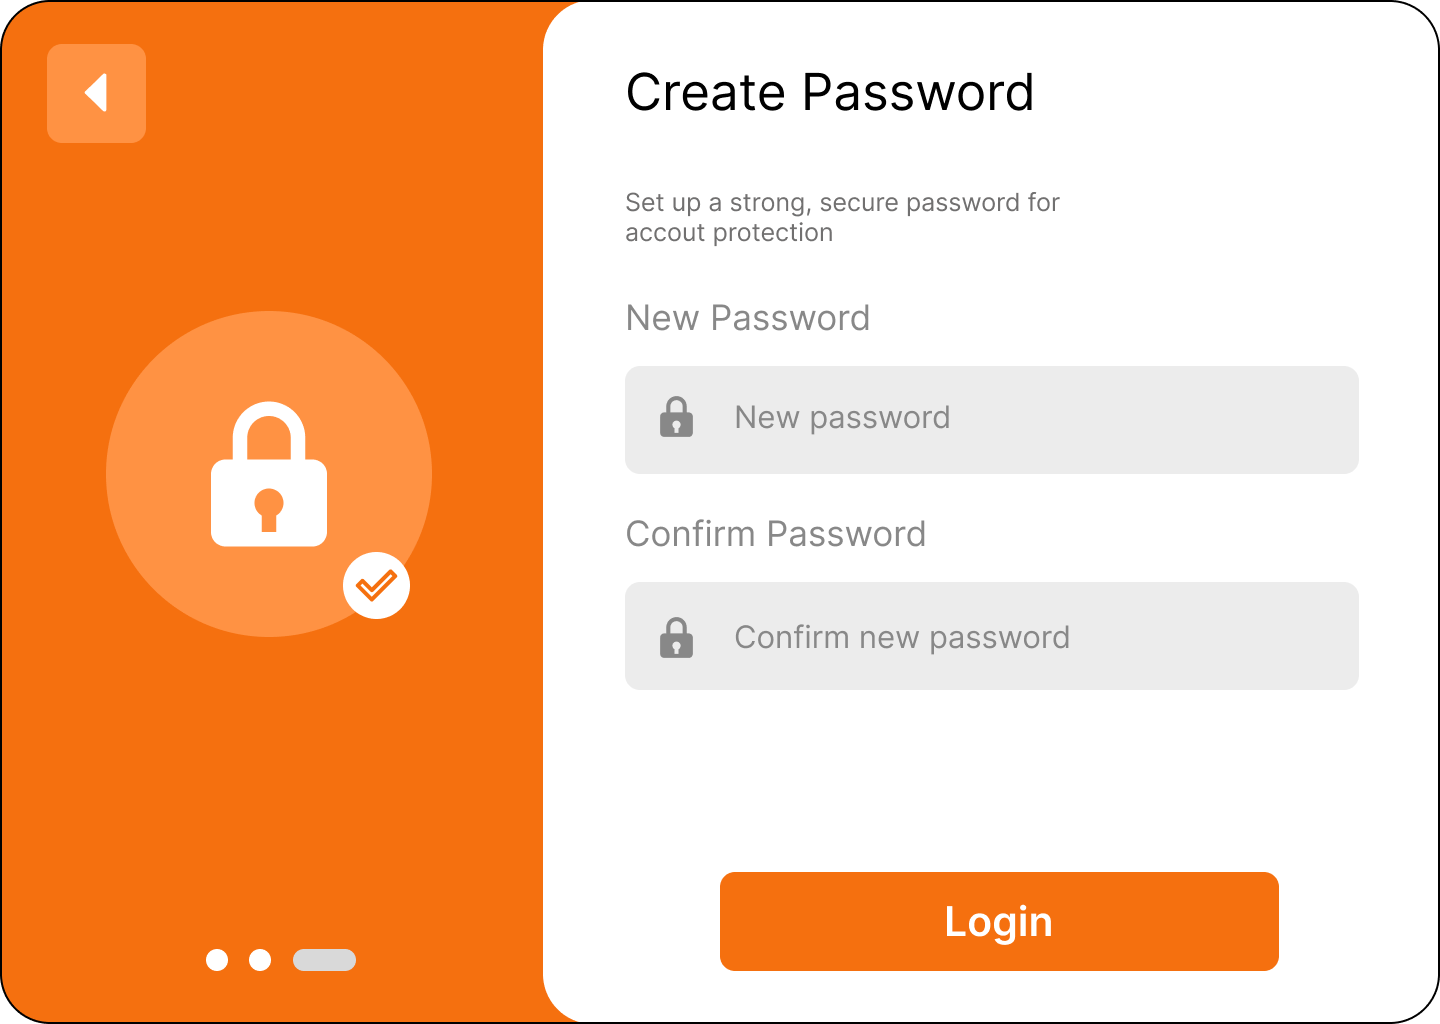 Create Password
Set up a strong, secure password for
accout protection
New Password
New password
Confirm Password
Confirm new password
Login